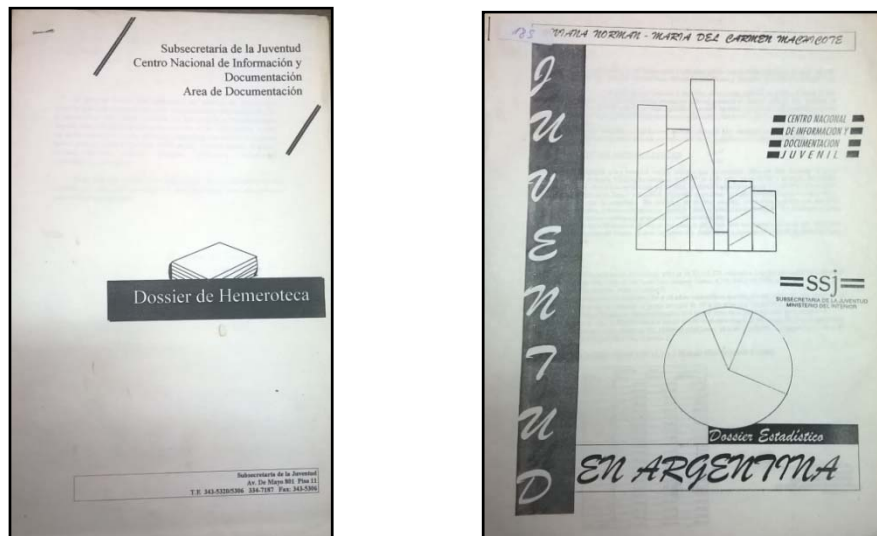 Subsecretaría de la Juventud
Centro Nacional de Información y
Documentación
Area de Documentación
Dossier de Hemeroteca
Subsecretaría de la Juventud
Av. De Mayo 801 Piso 11
T.E. 343-5320/5306 334-7187 Fax: 343-5306
NORMAN - MARIA DEL CARMEN MACHICOTE
JUVENTUD
CENTRO NACIONAL
DE INFORMACION Y
DOCUMENTACION
JUVENIL
ssj
SUBSECRETARIA DE LA JUVENTUD
MINISTERIO DEL INTERIOR
Dossier Estadístico
EN ARGENTINA